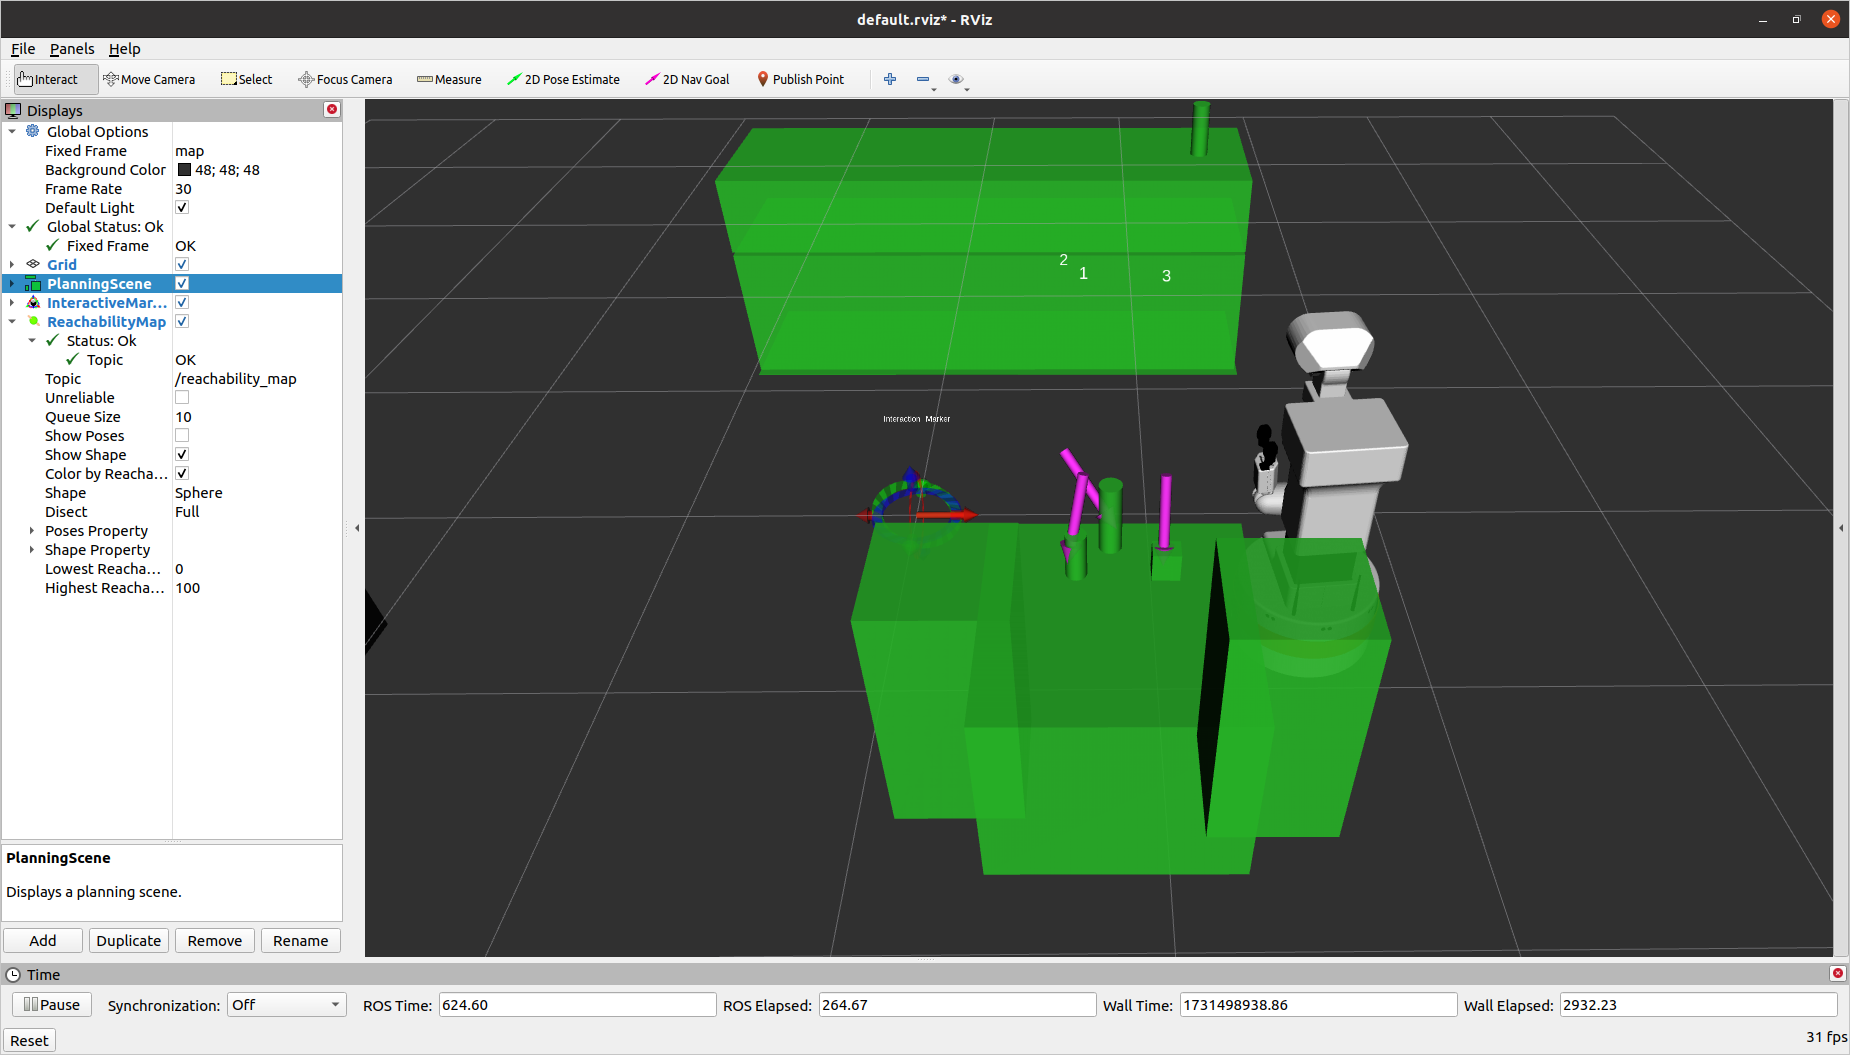 default.rviz* - RViz
File Panels Help
Interact Move Camera Select Focus Camera Measure 2D Pose Estimate 2D Nav Goal Publish Point
Displays
Global Options
Fixed Frame map
Background Color 48; 48; 48
Frame Rate 30
Default Light
Global Status: Ok
Fixed Frame OK
Grid
PlanningScene
InteractiveMar...
ReachabilityMap
Status: Ok
Topic OK
Topic /reachability_map
Unreliable
Queue Size 10
Show Poses
Show Shape
Color by Reacha...
Shape Sphere
Disect Full
Poses Property
Shape Property
Lowest Reacha... 0
Highest Reacha... 100
2
1
3
Interaction Marker
PlanningScene
Displays a planning scene.
Add Duplicate Remove Rename
Time
Pause Synchronization: Off ROS Time: 624.60 ROS Elapsed: 264.67 Wall Time: 1731498938.86 Wall Elapsed: 2932.23
Reset 31 fps